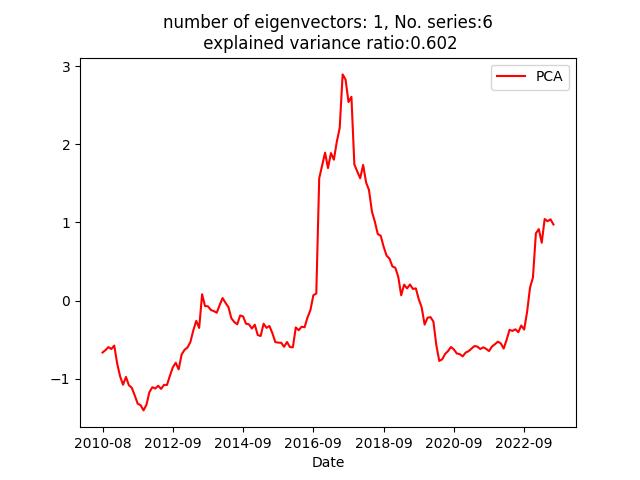 number of eigenvectors: 1, No. series:6
explained variance ratio:0.602
PCA
3
2
1
0
−1
2010-08 2012-09 2014-09 2016-09 2018-09 2020-09 2022-09
Date